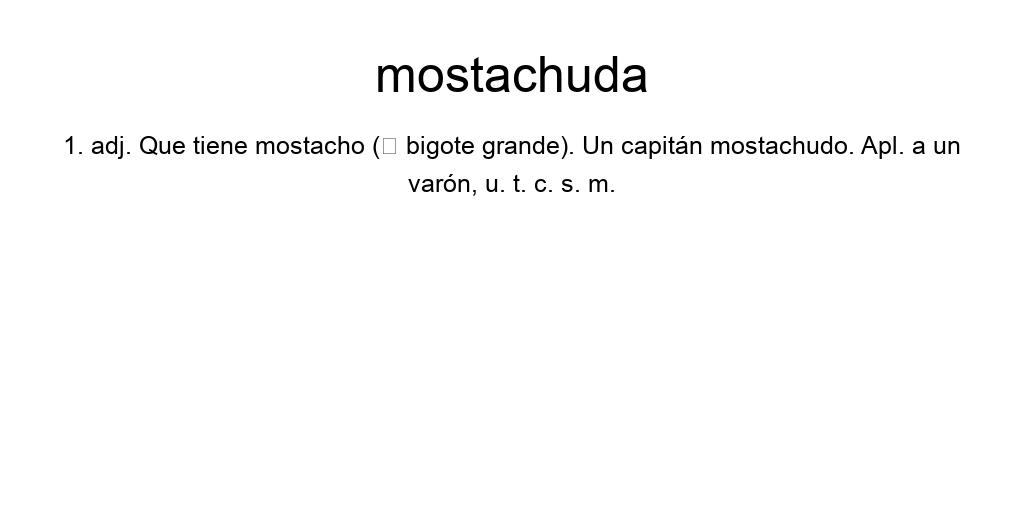 mostachuda
1. adj. Que tiene mostacho (□ bigote grande). Un capitán mostachudo. Apl. a un
varón, u. t. c. s. m.